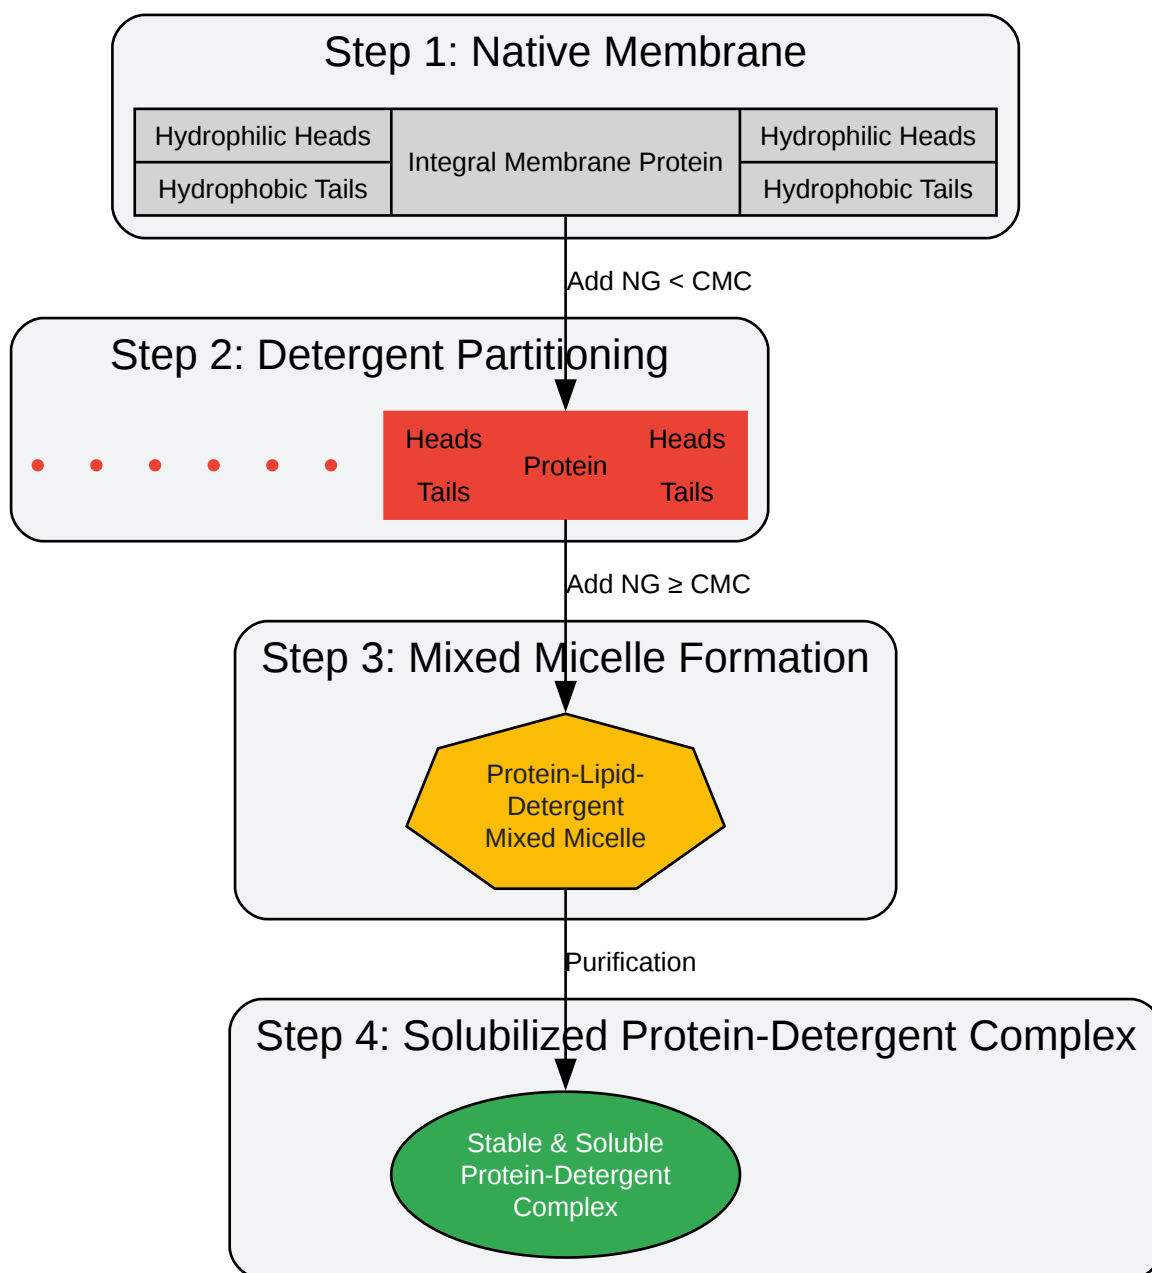 Step 1: Native Membrane
Hydrophilic Heads
Hydrophobic Tails
Integral Membrane Protein
Hydrophilic Heads
Hydrophobic Tails
Add NG < CMC
Step 2: Detergent Partitioning
Heads
Tails
Protein
Heads
Tails
Add NG ≥ CMC
Step 3: Mixed Micelle Formation
Protein-Lipid-
Detergent
Mixed Micelle
Purification
Step 4: Solubilized Protein-Detergent Complex
Stable & Soluble
Protein-Detergent
Complex